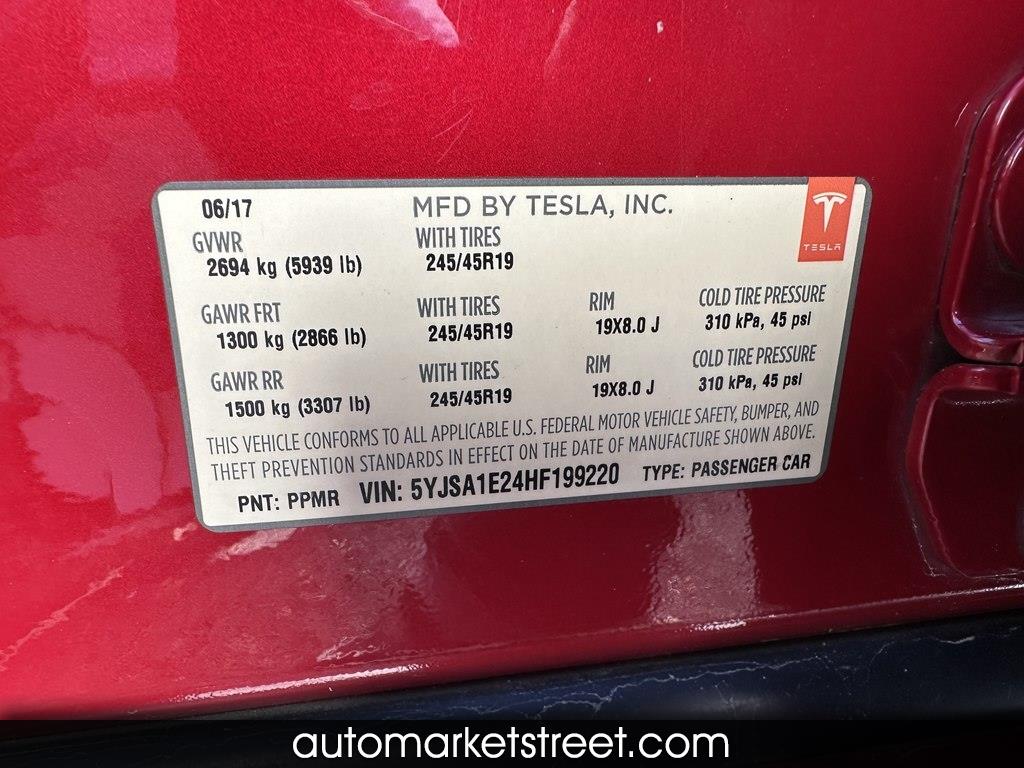 06/17 MFD BY TESLA, INC.
TESLA
GVWR WITH TIRES
2694 kg (5939 lb) 245/45R19
GAWR FRT WITH TIRES RIM COLD TIRE PRESSURE
1300 kg (2866 lb) 245/45R19 19X8.0 J 310 kPa, 45 psi
GAWR RR WITH TIRES RIM COLD TIRE PRESSURE
1500 kg (3307 lb) 245/45R19 19X8.0 J 310 kPa, 45 psi
THIS VEHICLE CONFORMS TO ALL APPLICABLE U.S. FEDERAL MOTOR VEHICLE SAFETY, BUMPER, AND
THEFT PREVENTION STANDARDS IN EFFECT ON THE DATE OF MANUFACTURE SHOWN ABOVE.
PNT: PPMR VIN: 5YJSA1E24HF199220 TYPE: PASSENGER CAR
automarketstreet.com